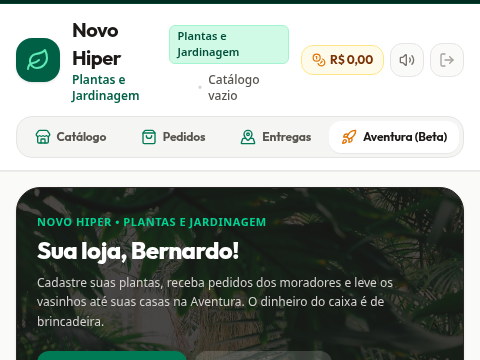 Novo
Hiper
Plantas e
Jardinagem
Plantas e
Jardinagem
•
Catálogo
vazio
R$ 0,00
Catálogo
Pedidos
Entregas
Aventura (Beta)
NOVO HIPER • PLANTAS E JARDINAGEM
Sua loja, Bernardo!
Cadastre suas plantas, receba pedidos dos moradores e leve os
vasinhos até suas casas na Aventura. O dinheiro do caixa é de
brincadeira.